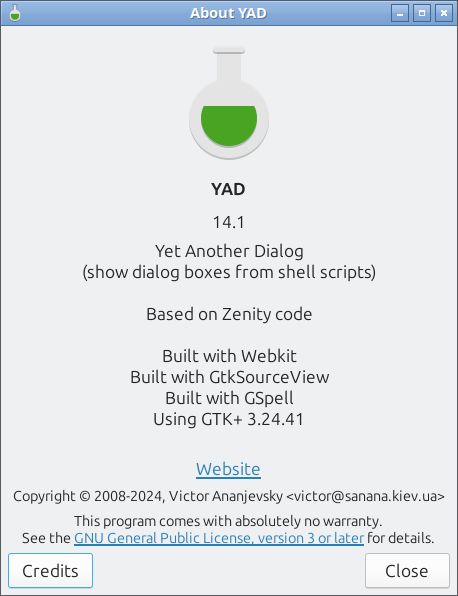 About YAD
YAD
14.1
Yet Another Dialog
(show dialog boxes from shell scripts)
Based on Zenity code
Built with Webkit
Built with GtkSourceView
Built with GSpell
Using GTK+ 3.24.41
Website
Copyright © 2008-2024, Victor Ananjevsky <victor@sanana.kiev.ua>
This program comes with absolutely no warranty.
See the GNU General Public License, version 3 or later for details.
Credits
Close